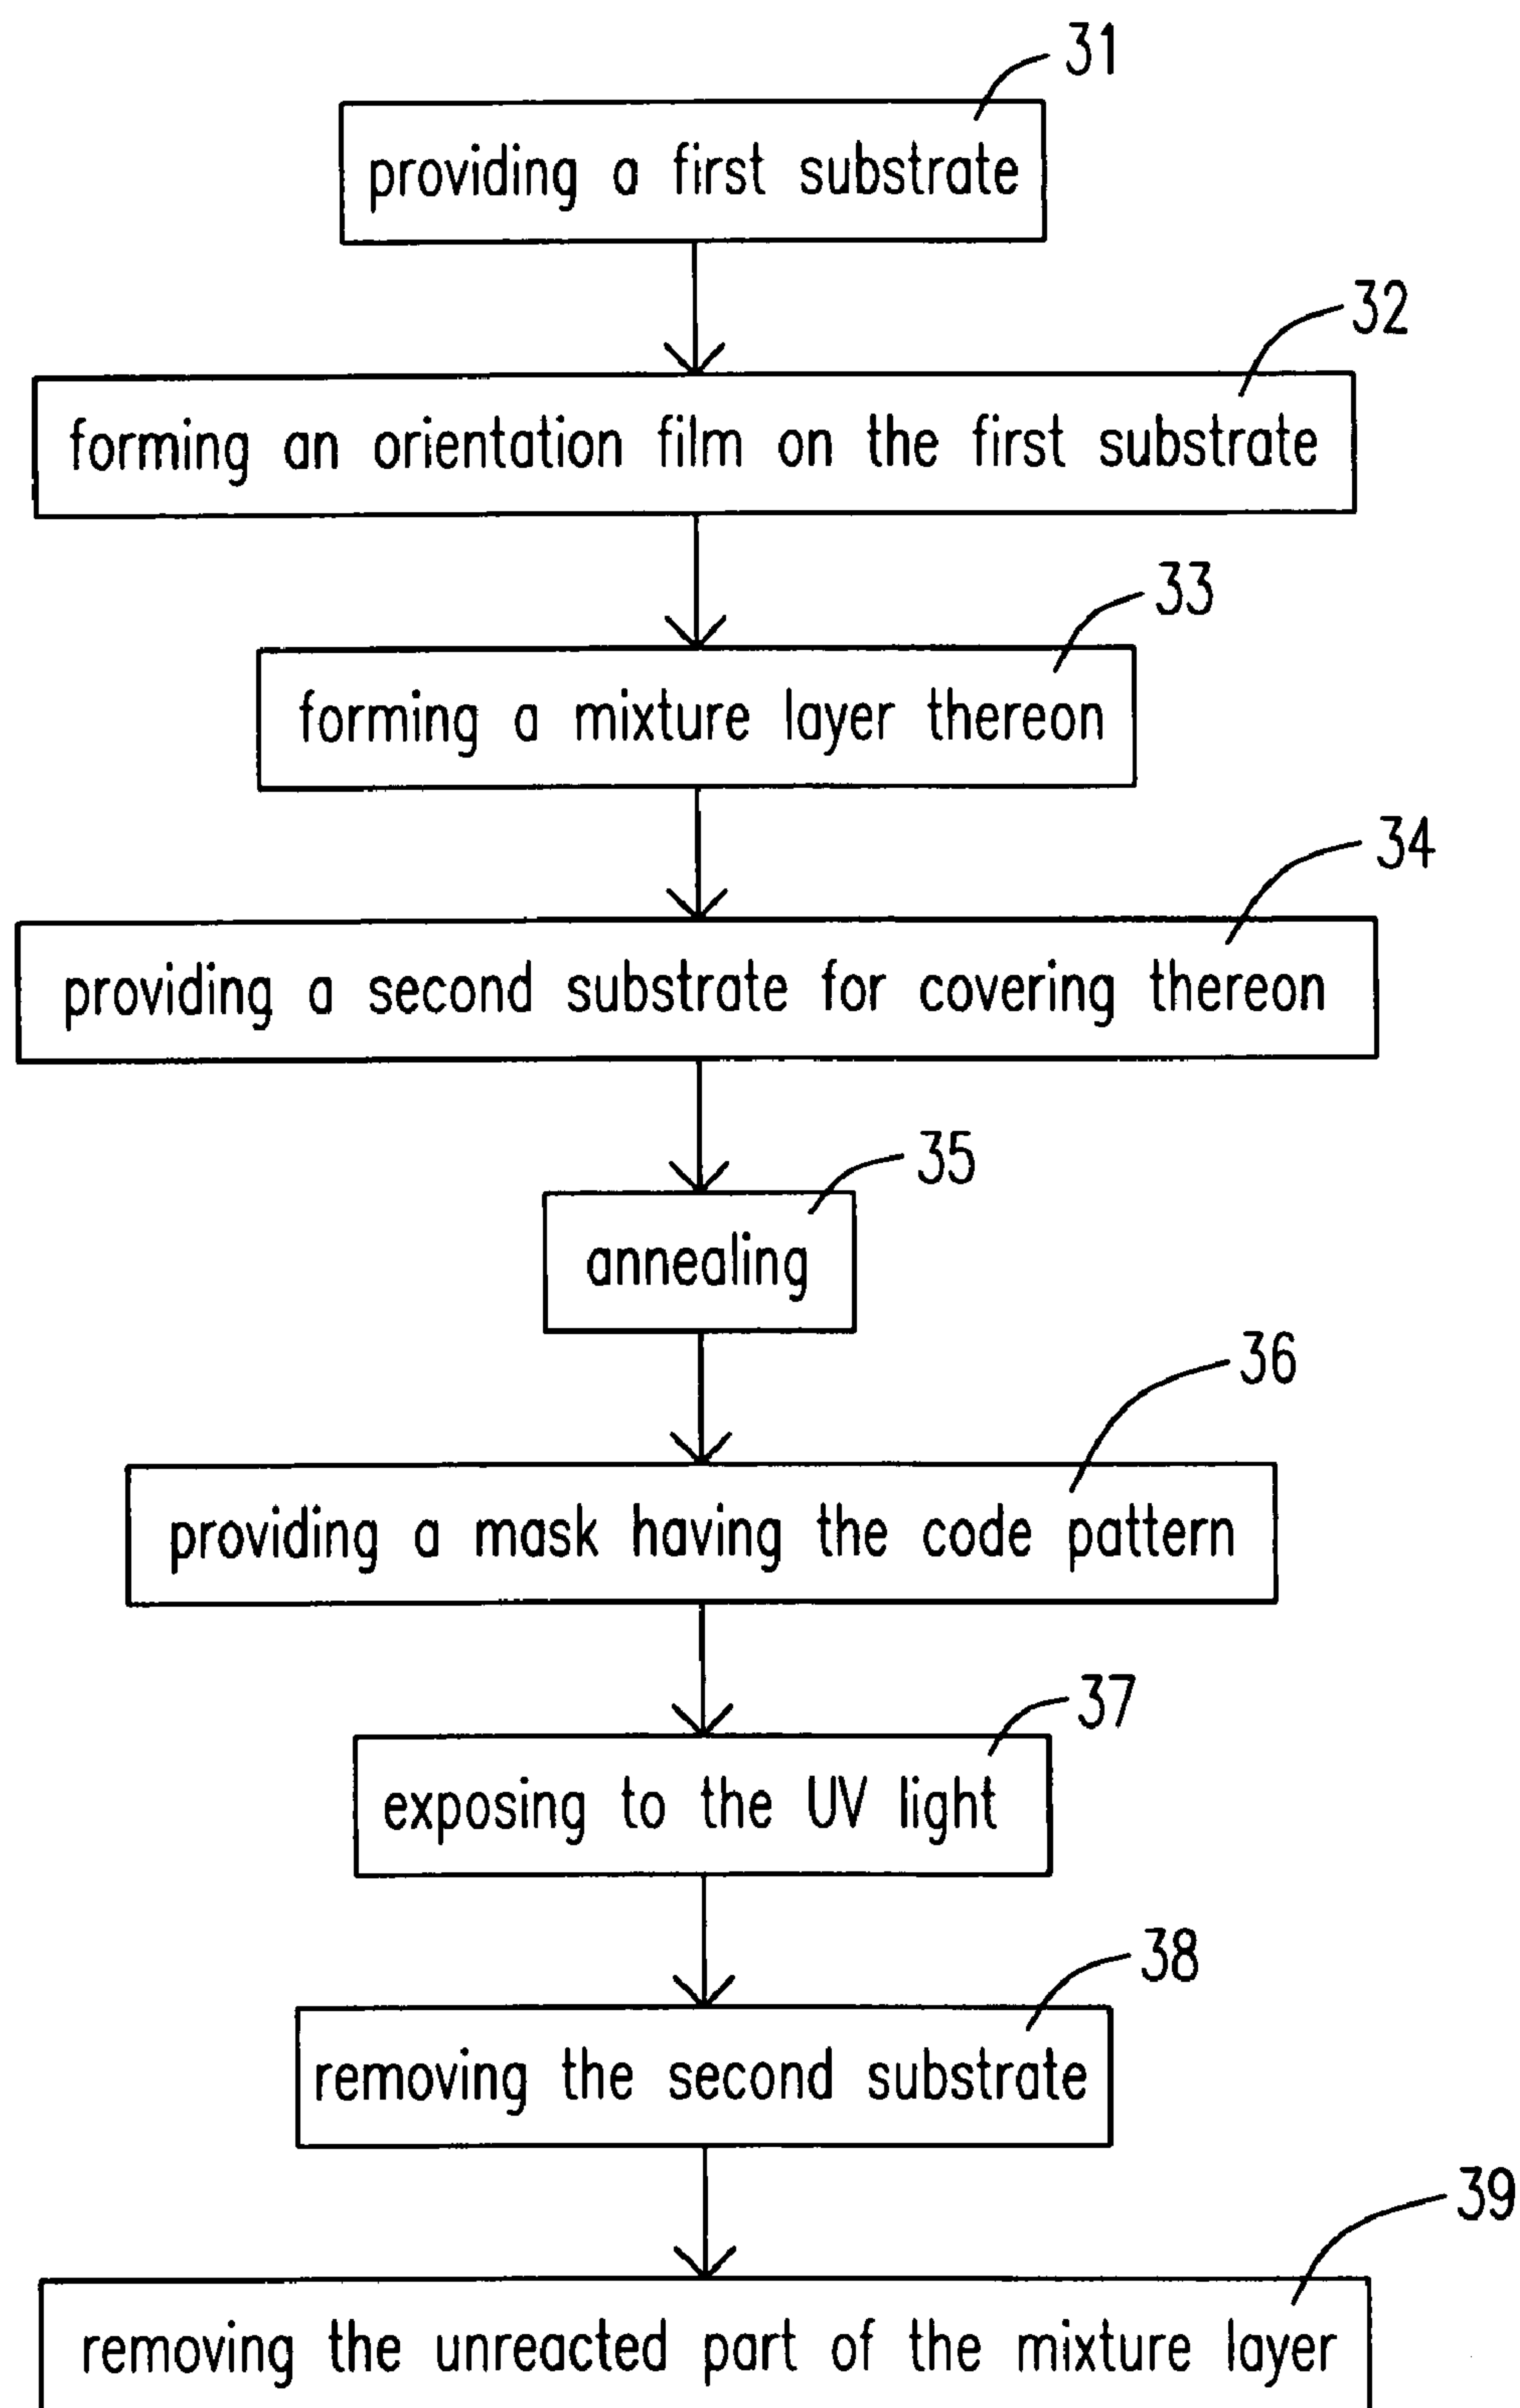 31
providing a first substrate
32
forming an orientation film on the first substrate
33
forming a mixture layer thereon
34
providing a second substrate for covering thereon
35
annealing
36
providing a mask having the code pattern
37
exposing to the UV light
38
removing the second substrate
39
removing the unreacted part of the mixture layer